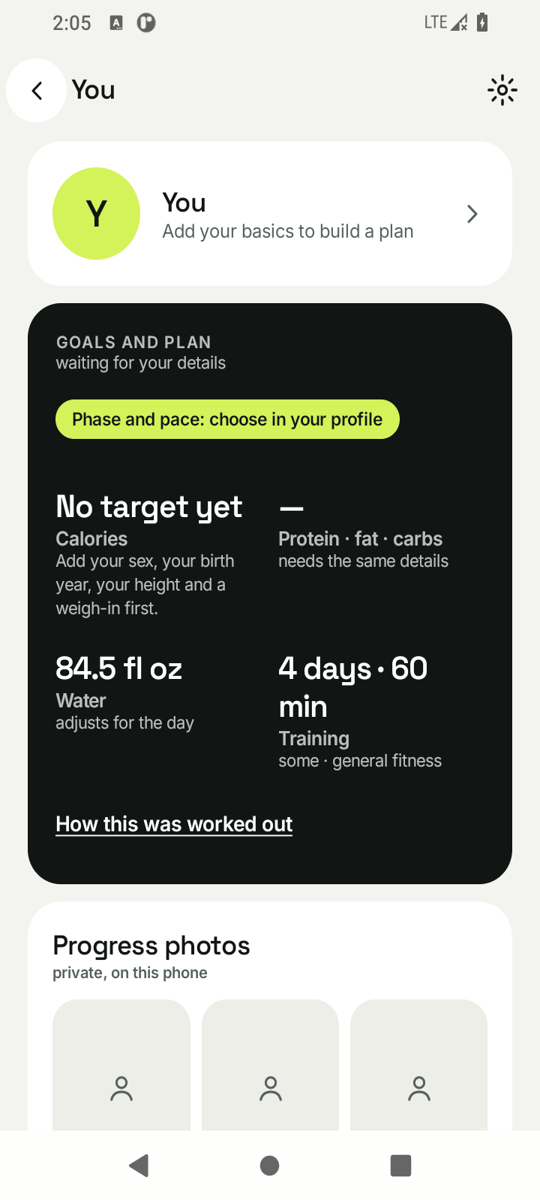 2:05
LTE
You
Y
You
Add your basics to build a plan
GOALS AND PLAN
waiting for your details
Phase and pace: choose in your profile
No target yet
Calories
Add your sex, your birth
year, your height and a
weigh-in first.
—
Protein · fat · carbs
needs the same details
84.5 fl oz
Water
adjusts for the day
4 days · 60
min
Training
some · general fitness
How this was worked out
Progress photos
private, on this phone